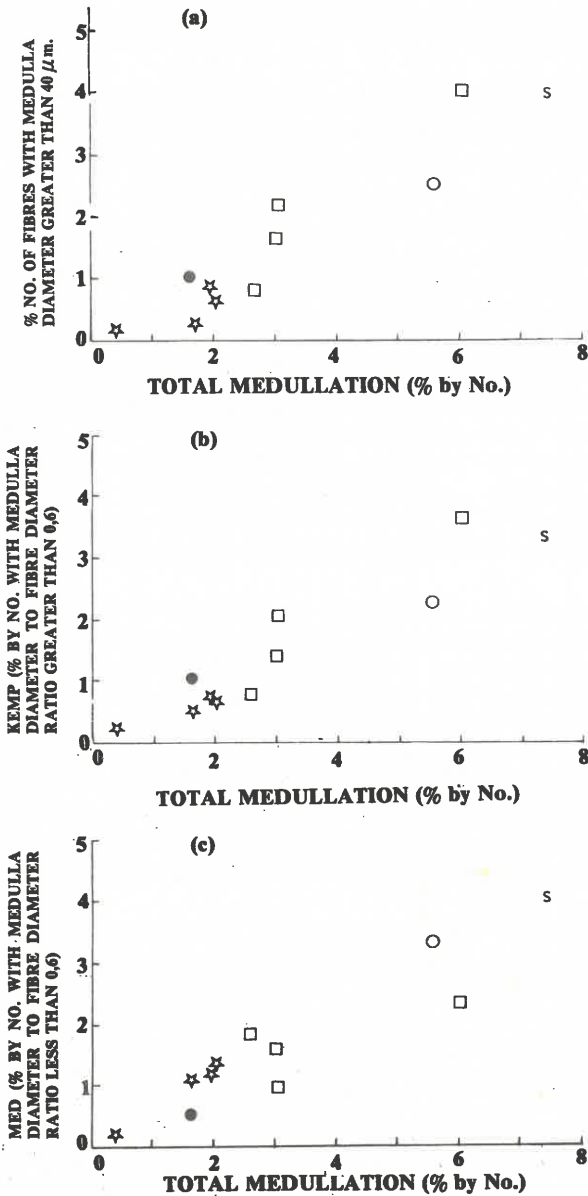 (a)
% NO. OF FIBRES WITH MEDULLA
DIAMETER GREATER THAN 40 μm.
5
4
3
2
1
0
0 2 4 6 8
S
TOTAL MEDULLATION (% by No.)
(b)
KEMP (% BY NO. WITH MEDULLA
DIAMETER TO FIBRE DIAMETER
RATIO GREATER THAN 0,6)
5
4
3
2
1
0
0 2 4 6 8
S
TOTAL MEDULLATION (% by No.)
(c)
MED (% BY NO. WITH MEDULLA
DIAMETER TO FIBRE DIAMETER
RATIO LESS THAN 0,6)
5
4
3
2
1
0
0 2 4 6 8
S
TOTAL MEDULLATION (% by No.)